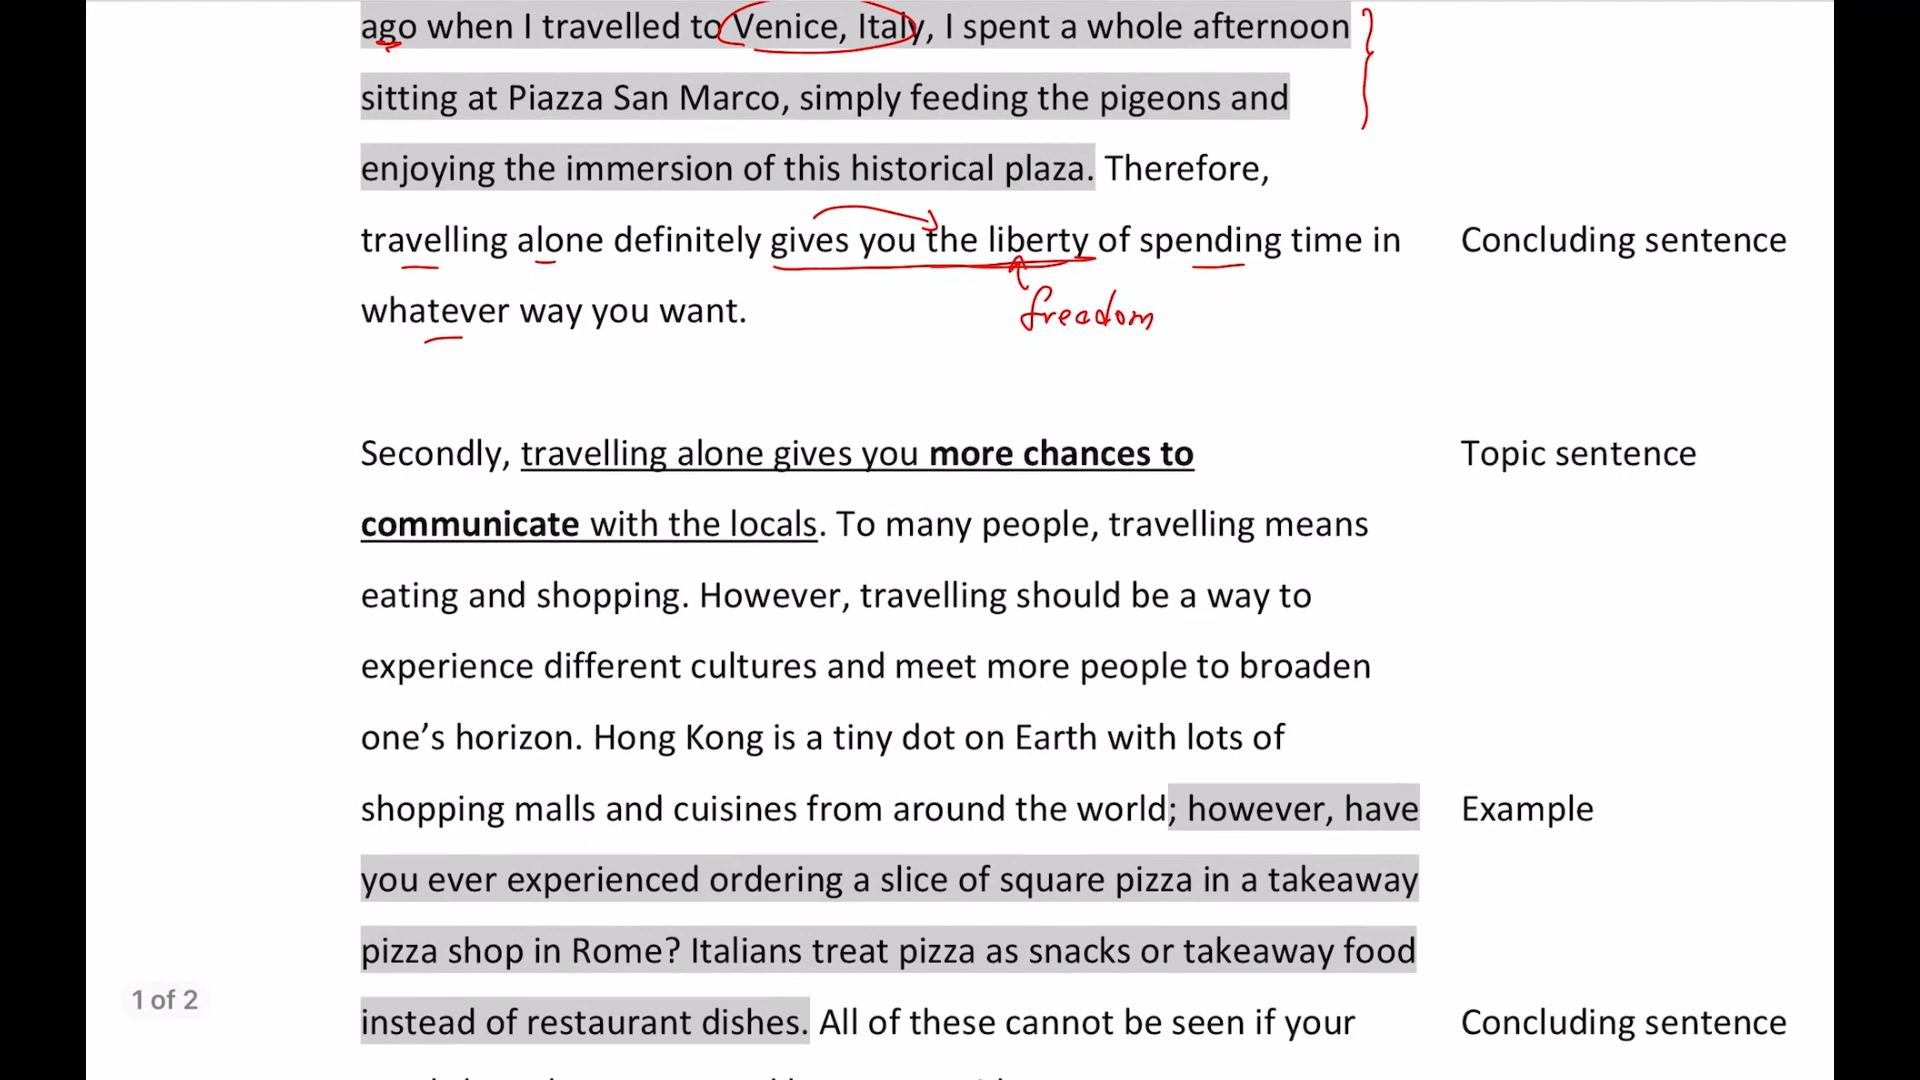 ago when I travelled to Venice, Italy, I spent a whole afternoon
sitting at Piazza San Marco, simply feeding the pigeons and
enjoying the immersion of this historical plaza. Therefore,
travelling alone definitely gives you the liberty of spending time in
Concluding sentence
whatever way you want.
freedom
Secondly, travelling alone gives you more chances to
Topic sentence
communicate with the locals. To many people, travelling means
eating and shopping. However, travelling should be a way to
experience different cultures and meet more people to broaden
one’s horizon. Hong Kong is a tiny dot on Earth with lots of
shopping malls and cuisines from around the world; however, have
Example
you ever experienced ordering a slice of square pizza in a takeaway
pizza shop in Rome? Italians treat pizza as snacks or takeaway food
1 of 2
instead of restaurant dishes. All of these cannot be seen if your
Concluding sentence